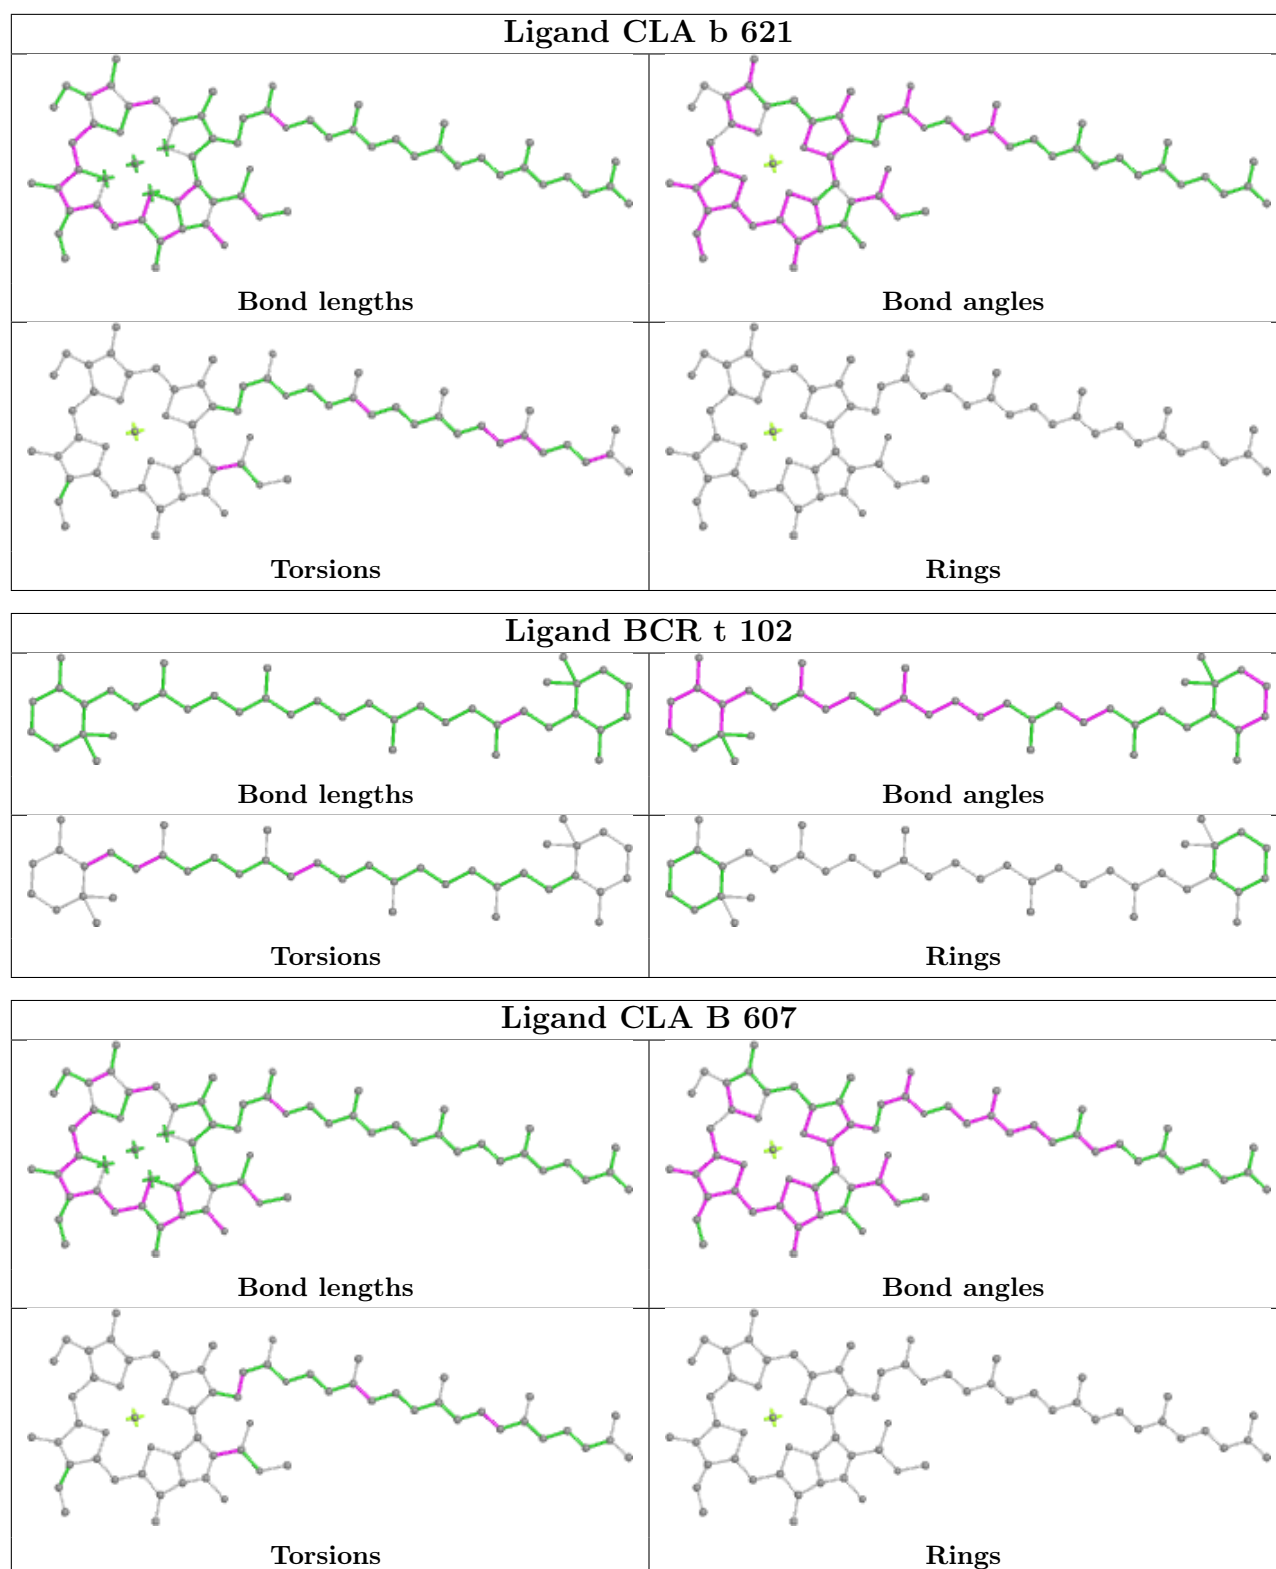 Ligand CLA b 621
Bond lengths
Bond angles
Torsions
Rings
Ligand BCR t 102
Bond lengths
Bond angles
Torsions
Rings
Ligand CLA B 607
Bond lengths
Bond angles
Torsions
Rings